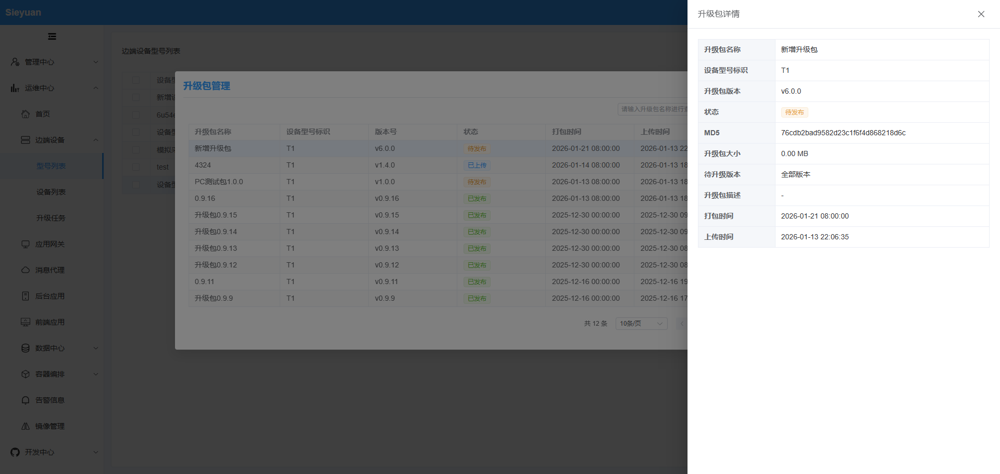 Sieyuan
管理中心
运维中心
首页
边端设备
型号列表
设备列表
升级任务
应用网关
消息代理
后台应用
前端应用
数据中心
容器编排
告警信息
镜像管理
开发中心
边端设备型号列表
设备型
新增设
6u54e
设备型
模拟采
test
设备型
升级包管理
请输入升级包名称进行查
升级包名称 设备型号标识 版本号 状态 打包时间 上传时间
新增升级包 T1 v6.0.0 待发布 2026-01-21 08:00:00 2026-01-13 22
4324 T1 v1.4.0 已上传 2026-01-14 08:00:00 2026-01-13 18
PC测试包1.0.0 T1 v1.0.0 待发布 2026-01-13 08:00:00 2026-01-13 18
0.9.16 T1 v0.9.16 已发布 2026-01-13 08:00:00 2026-01-13 18
升级包0.9.15 T1 v0.9.15 已发布 2025-12-30 00:00:00 2025-12-30 09
升级包0.9.14 T1 v0.9.14 已发布 2025-12-30 00:00:00 2025-12-30 09
升级包0.9.13 T1 v0.9.13 已发布 2025-12-30 00:00:00 2025-12-30 08
升级包0.9.12 T1 v0.9.12 已发布 2025-12-30 00:00:00 2025-12-30 08
0.9.11 T1 v0.9.11 已发布 2025-12-16 00:00:00 2025-12-16 19
升级包0.9.9 T1 v0.9.9 已发布 2025-12-16 00:00:00 2025-12-16 17
共 12 条 10条/页
升级包详情
升级包名称 新增升级包
设备型号标识 T1
升级包版本 v6.0.0
状态 待发布
MD5 76cdb2bad9582d23c1f6f4d868218d6c
升级包大小 0.00 MB
待升级版本 全部版本
升级包描述 -
打包时间 2026-01-21 08:00:00
上传时间 2026-01-13 22:06:35